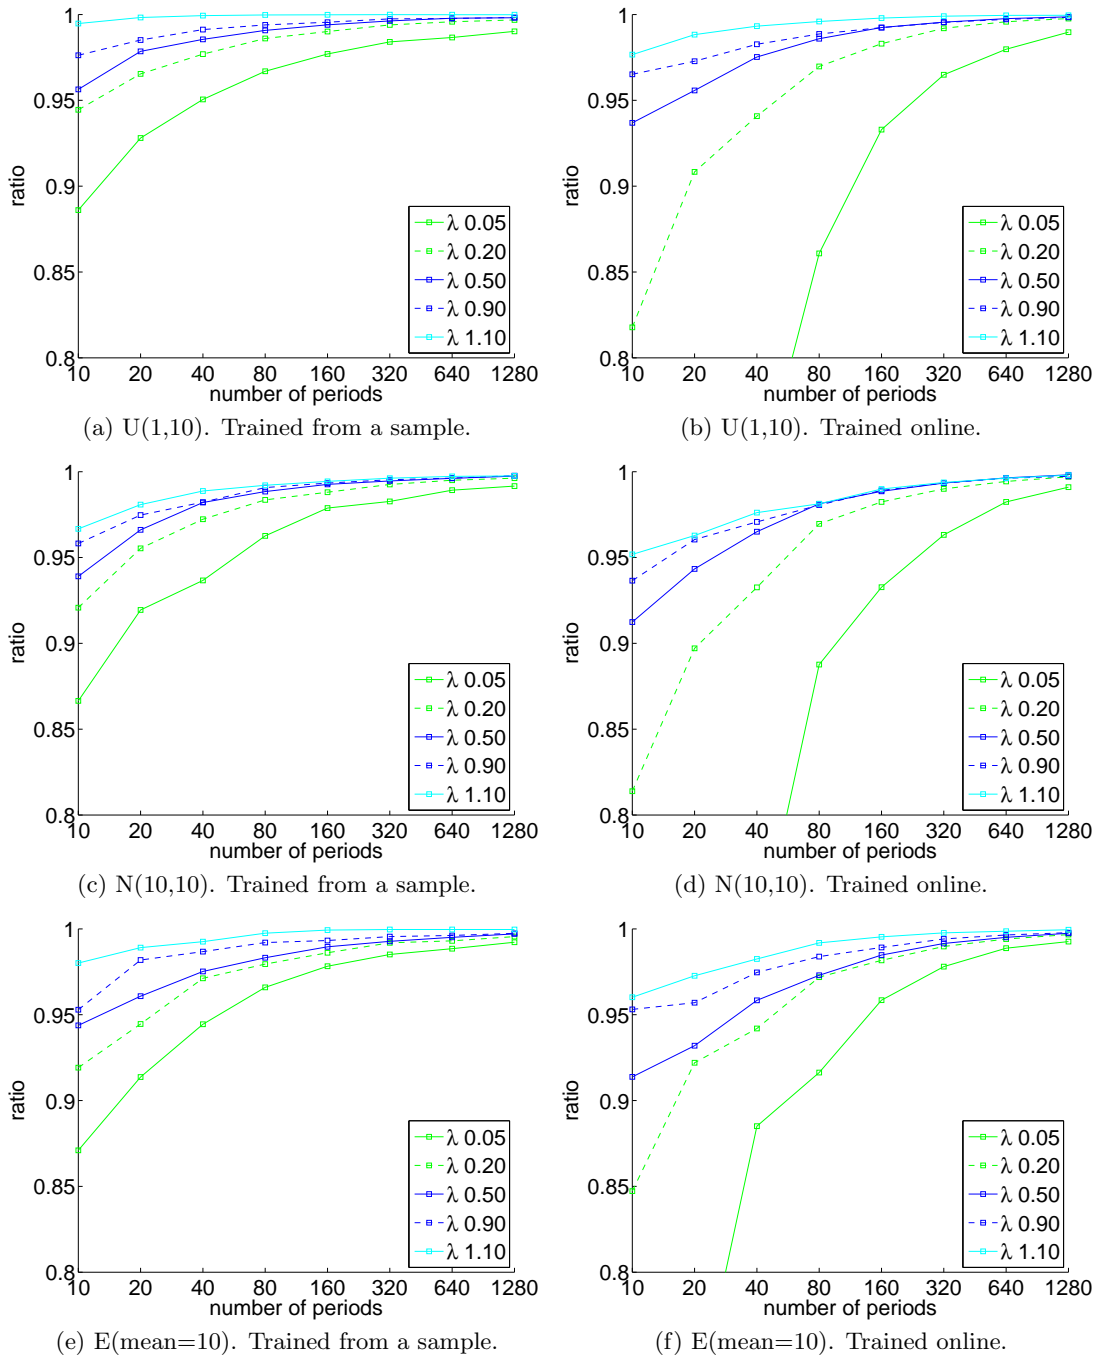 1
0.95
0.9
0.85
0.8
ratio
10 20 40 80 160 320 640 1280
number of periods
λ 0.05
λ 0.20
λ 0.50
λ 0.90
λ 1.10
(a) U(1,10). Trained from a sample.
1
0.95
0.9
0.85
0.8
ratio
10 20 40 80 160 320 640 1280
number of periods
λ 0.05
λ 0.20
λ 0.50
λ 0.90
λ 1.10
(b) U(1,10). Trained online.
1
0.95
0.9
0.85
0.8
ratio
10 20 40 80 160 320 640 1280
number of periods
λ 0.05
λ 0.20
λ 0.50
λ 0.90
λ 1.10
(c) N(10,10). Trained from a sample.
1
0.95
0.9
0.85
0.8
ratio
10 20 40 80 160 320 640 1280
number of periods
λ 0.05
λ 0.20
λ 0.50
λ 0.90
λ 1.10
(d) N(10,10). Trained online.
1
0.95
0.9
0.85
0.8
ratio
10 20 40 80 160 320 640 1280
number of periods
λ 0.05
λ 0.20
λ 0.50
λ 0.90
λ 1.10
(e) E(mean=10). Trained from a sample.
1
0.95
0.9
0.85
0.8
ratio
10 20 40 80 160 320 640 1280
number of periods
λ 0.05
λ 0.20
λ 0.50
λ 0.90
λ 1.10
(f) E(mean=10). Trained online.